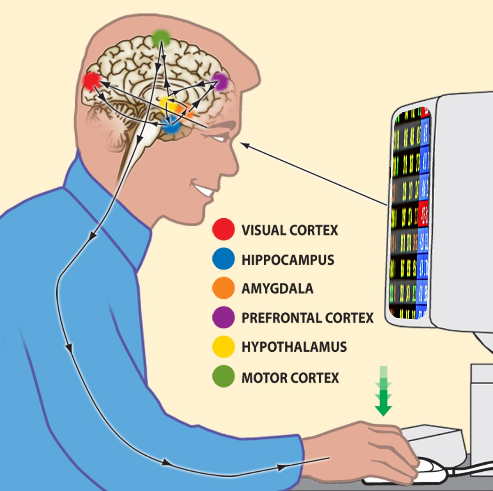 VISUAL CORTEX
HIPPOCAMPUS
AMYGDALA
PREFRONTAL CORTEX
HYPOTHALAMUS
MOTOR CORTEX